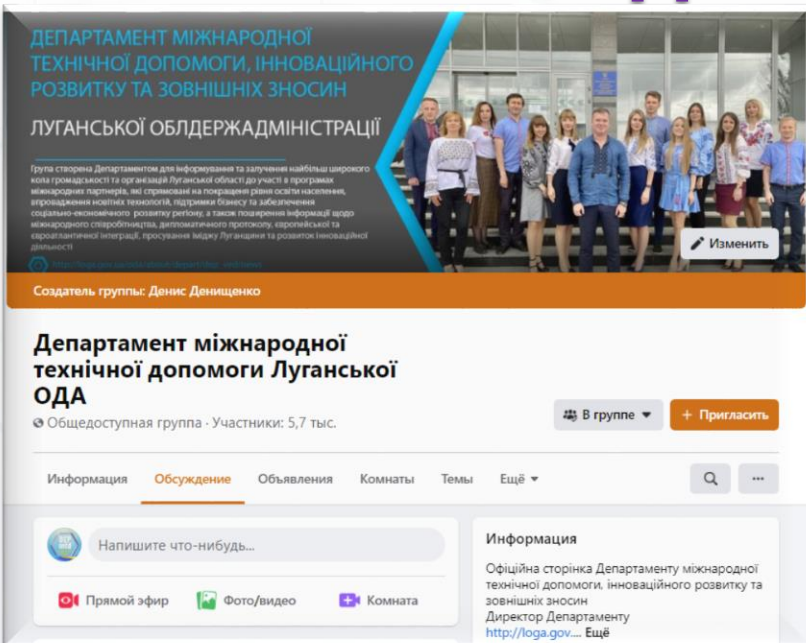 ДЕПАРТАМЕНТ МІЖНАРОДНОЇ
ТЕХНІЧНОЇ ДОПОМОГИ, ІННОВАЦІЙНОГО
РОЗВИТКУ ТА ЗОВНІШНІХ ЗНОСИН
ЛУГАНСЬКОЇ ОБЛДЕРЖАДМІНІСТРАЦІЇ
Група створена Департаментом для інформування та залучення найбільш широкого
кола громадськості та організацій Луганської області до участі в програмах
міжнародних партнерів, які спрямовані на покращеня рівня освіти населення,
впровадження новітніх технологій, підтримки бізнесу та забезпечення
соціально-економічного розвитку регіону, а також поширення інформації щодо
міжнародного співробітництва, дипломатичного протоколу, європейської та
євроатлантичної інтеграції, просування іміджу Луганщини та розвиток інноваційної
діяльності
Изменить
Создатель группы: Денис Денищенко
Департамент міжнародної
технічної допомоги Луганської
ОДА
Общедоступная группа · Участники: 5,7 тыс.
В группе
+ Пригласить
Информация Обсуждение Объявления Комнаты Темы Ещё
Напишите что-нибудь...
Прямой эфир Фото/видео Комната
Информация
Офіційна сторінка Департаменту міжнародної
технічної допомоги, інноваційного розвитку та
зовнішніх зносин
Директор Департаменту
http://loga.gov.... Ещё